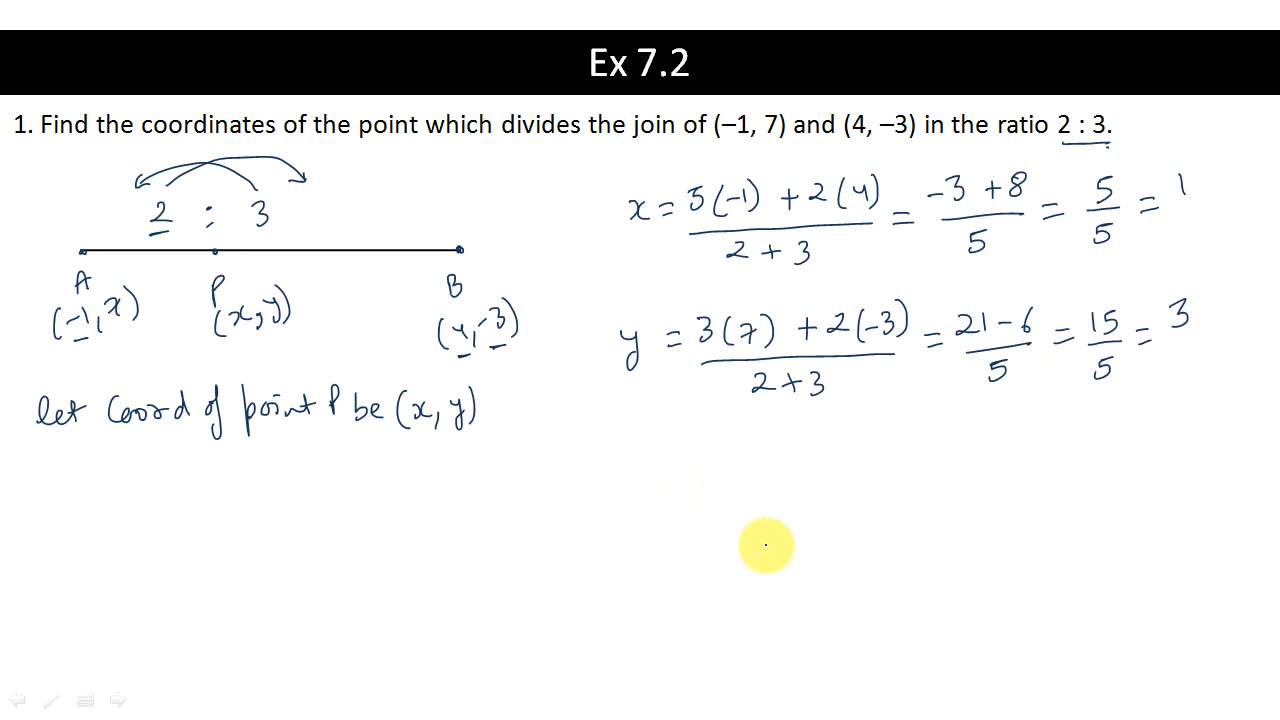 Ex 7.2
1. Find the coordinates of the point which divides the join of (–1, 7) and (4, –3) in the ratio 2 : 3.
2 : 3
A P B
(-1, x) (x, y) (4, -3)
let Coord of point P be (x, y)
x = 3(-1) + 2(4) / 2 + 3 = -3 + 8 / 5 = 5 / 5 = 1
y = 3(7) + 2(-3) / 2 + 3 = 21 - 6 / 5 = 15 / 5 = 3